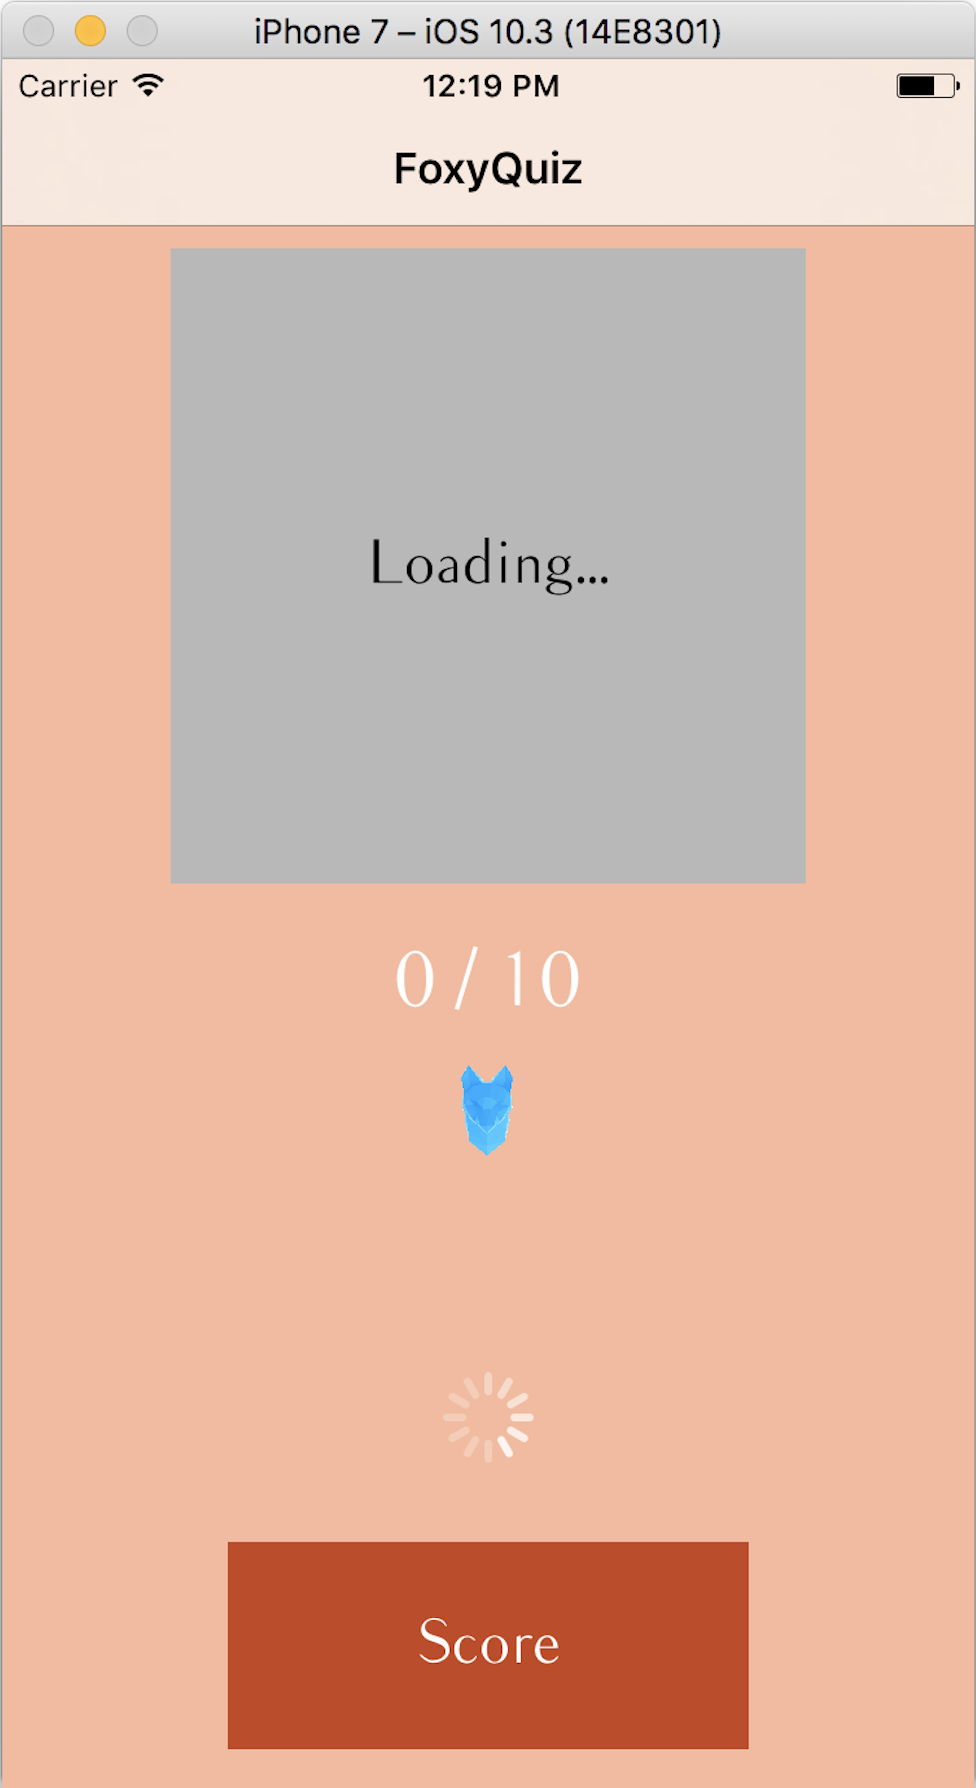 iPhone 7 – iOS 10.3 (14E8301)
Carrier 12:19 PM
FoxyQuiz
Loading...
0 / 10
Score